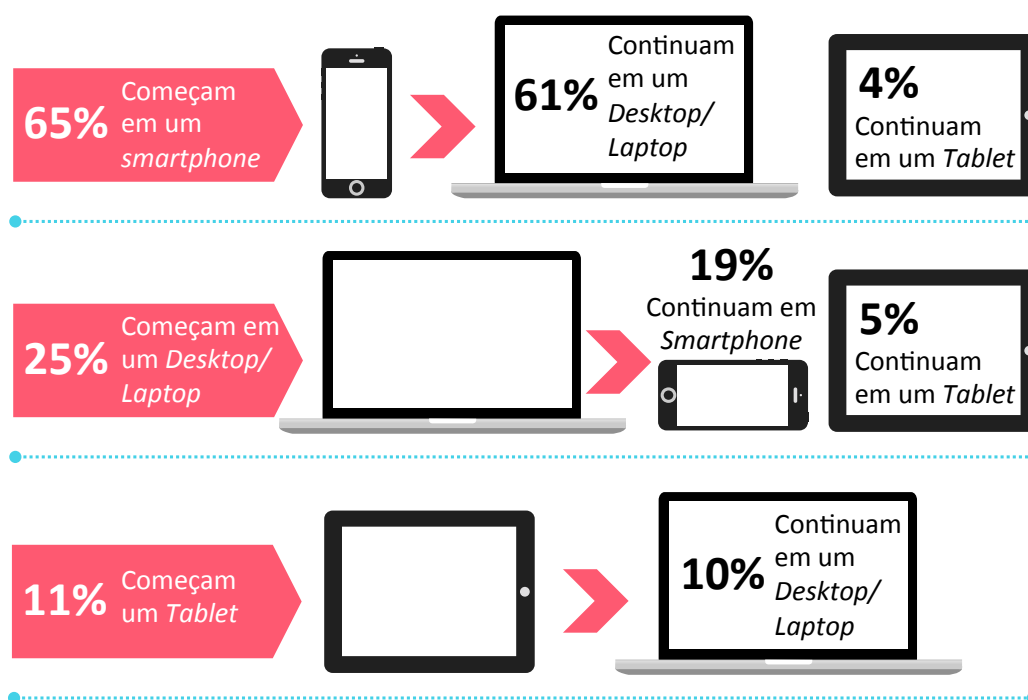 65%
Começam
em um
smartphone
61%
Continuam
em um
Desktop/
Laptop
4%
Continuam
em um Tablet
25%
Começam em
um Desktop/
Laptop
19%
Continuam em
Smartphone
5%
Continuam
em um Tablet
11%
Começam
um Tablet
10%
Continuam
em um
Desktop/
Laptop